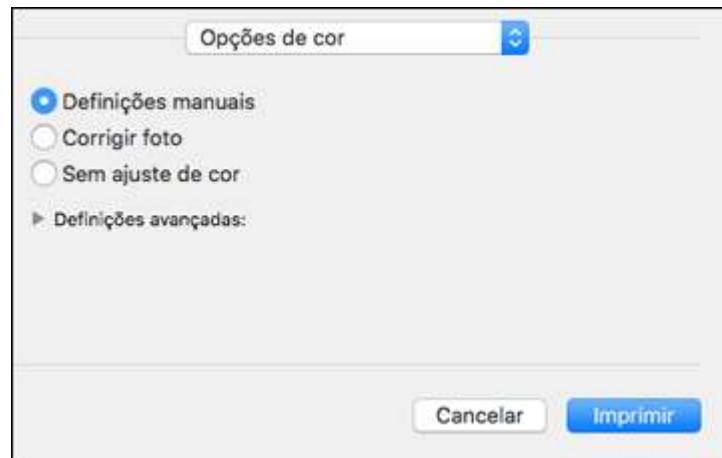 Opções de cor
Definições manuais
Corrigir foto
Sem ajuste de cor
Definições avançadas:
Cancelar Imprimir